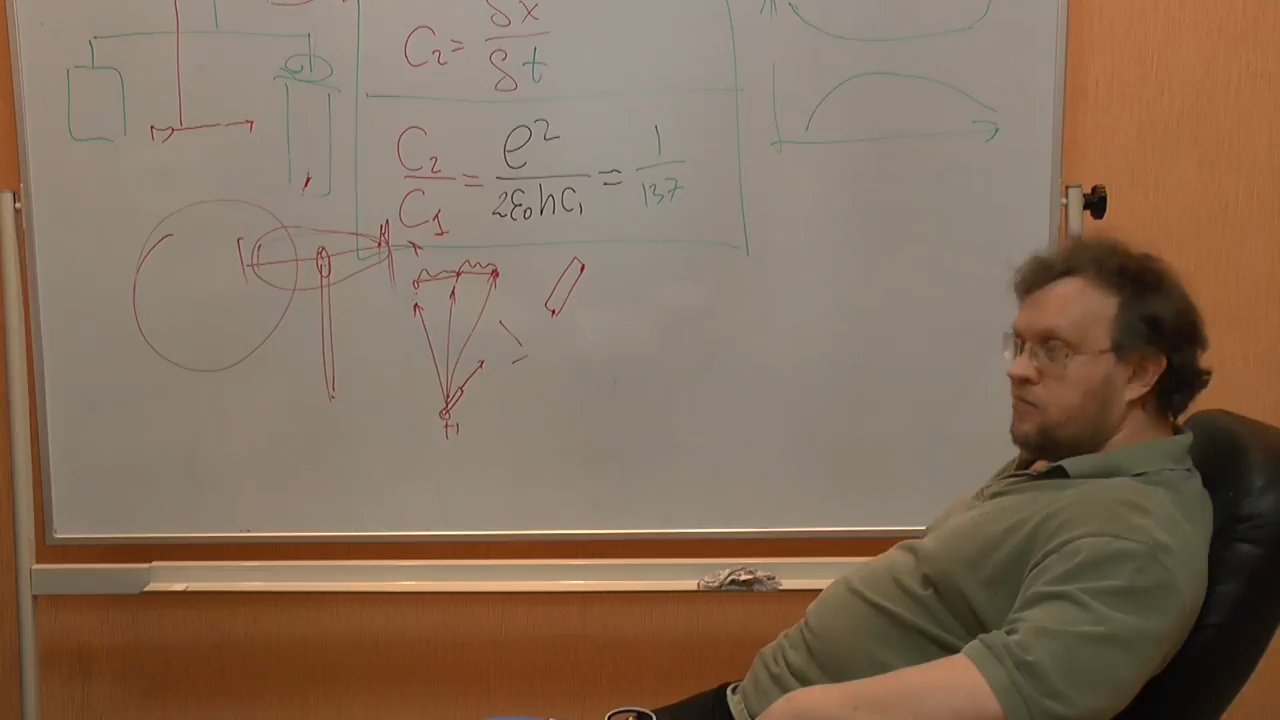 C₂ = δx / δt
C₂ / C₁ = e² / 2ε₀hC₁ = 1 / 137